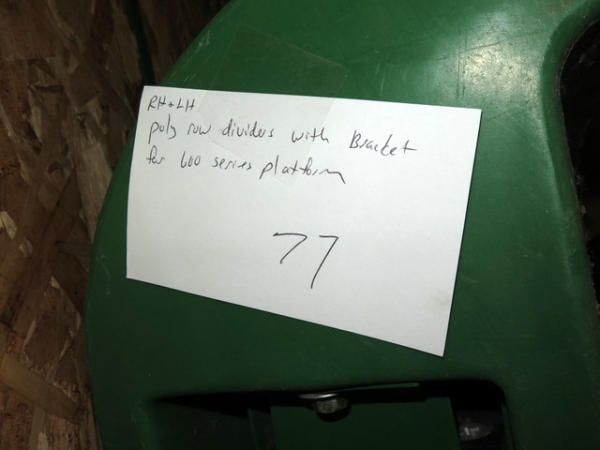 RH + LH
poly row dividers with Bracket
for 600 series platform
77